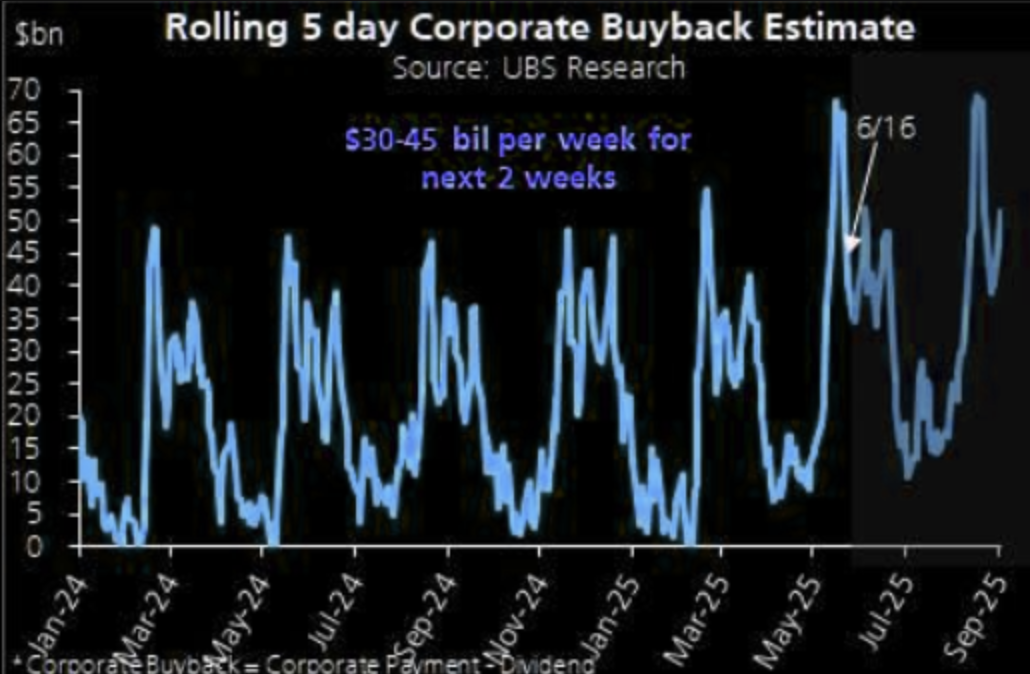 $bn
Rolling 5 day Corporate Buyback Estimate
Source: UBS Research
$30-45 bil per week for
next 2 weeks
6/16
70
65
60
55
50
45
40
35
30
25
20
15
10
5
0
Jan-24
Mar-24
May-24
Jul-24
Sep-24
Nov-24
Jan-25
Mar-25
May-25
Jul-25
Sep-25
* Corporate Buyback = Corporate Payment - Dividend